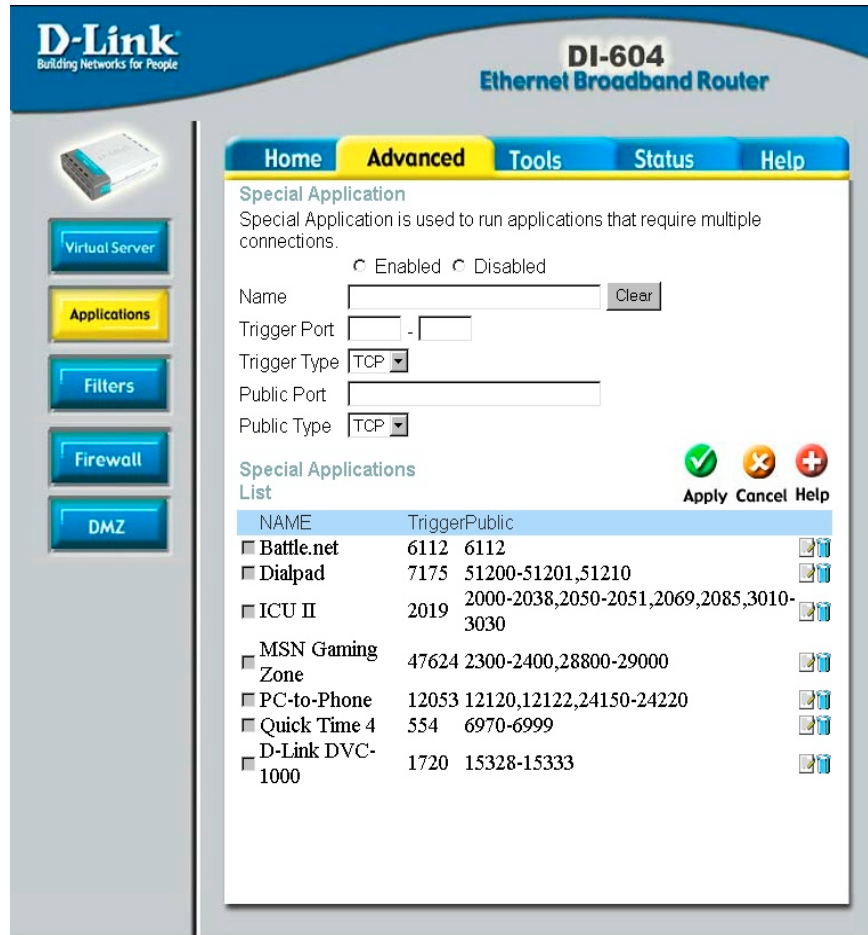 D-Link
Building Networks for People
DI-604
Ethernet Broadband Router
Home Advanced Tools Status Help
Virtual Server
Applications
Filters
Firewall
DMZ
Special Application
Special Application is used to run applications that require multiple
connections.
Enabled Disabled
Name Clear
Trigger Port -
Trigger Type TCP
Public Port
Public Type TCP
Special Applications
List
Apply Cancel Help
NAME Trigger Public
Battle.net 6112 6112
Dialpad 7175 51200-51201,51210
ICU II 2019 2000-2038,2050-2051,2069,2085,3010-
3030
MSN Gaming
Zone 47624 2300-2400,28800-29000
PC-to-Phone 12053 12120,12122,24150-24220
Quick Time 4 554 6970-6999
D-Link DVC-
1000 1720 15328-15333